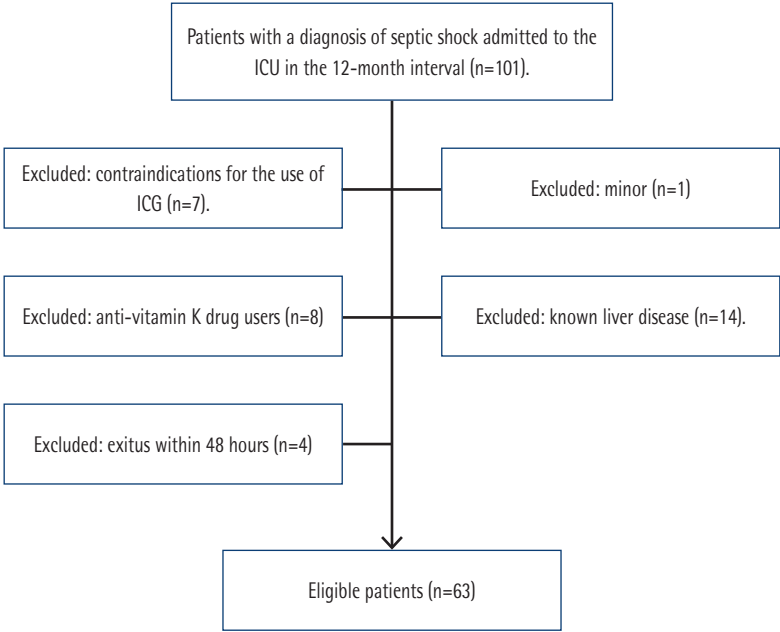 Patients with a diagnosis of septic shock admitted to the
ICU in the 12-month interval (n=101).
Excluded: contraindications for the use of
ICG (n=7).
Excluded: minor (n=1)
Excluded: anti-vitamin K drug users (n=8)
Excluded: known liver disease (n=14).
Excluded: exitus within 48 hours (n=4)
Eligible patients (n=63)